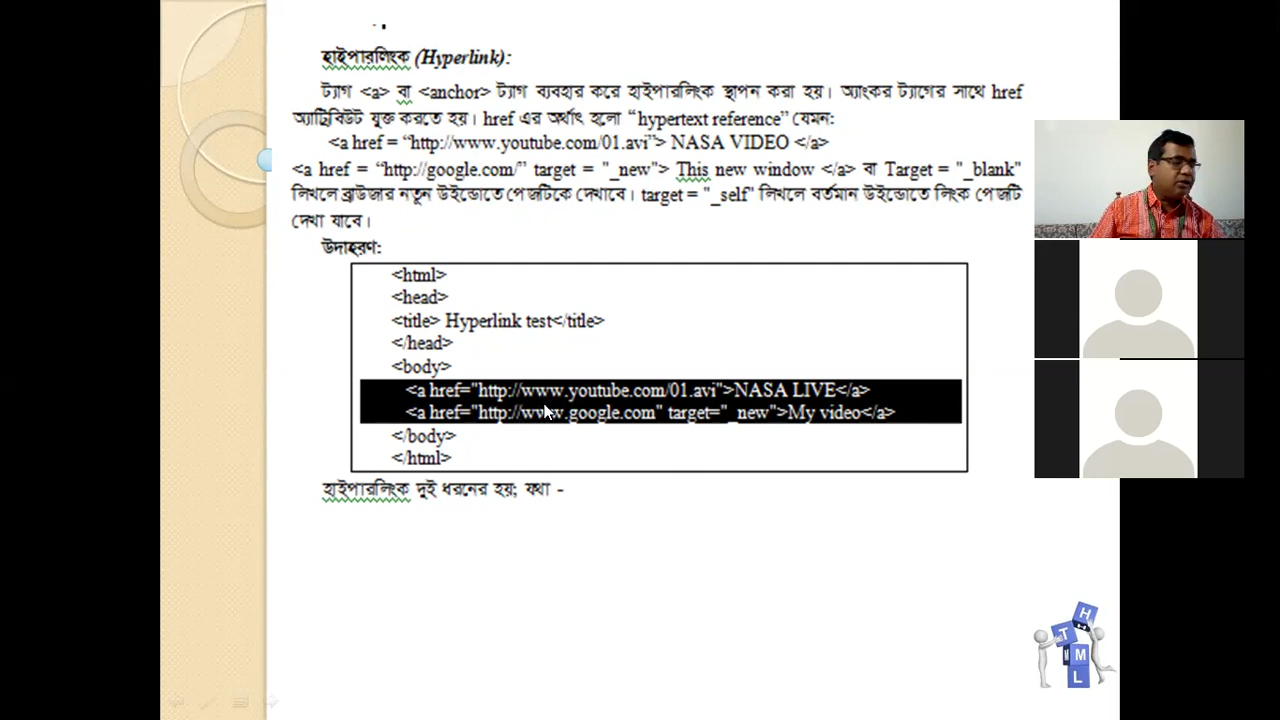 হাইপারলিংক (Hyperlink):
ট্যাগ <a> বা <anchor> ট্যাগ ব্যবহার করে হাইপারলিংক স্থাপন করা হয়। অ্যাংকর ট্যাগের সাথে href
অ্যাট্রিবিউট যুক্ত করতে হয়। href এর অর্থাৎ হলো “hypertext reference” যেমন:
<a href = “http://www.youtube.com/01.avi”> NASA VIDEO </a>
<a href = “http://google.com/” target = "_new"> This new window </a> বা Target = "_blank"
লিখলে ব্রাউজার নতুন উইন্ডোতে পেজটিকে দেখাবে। target = "_self" লিখলে বর্তমান উইন্ডোতে লিংক পেজটি
দেখা যাবে।
উদাহরণ:
<html>
<head>
<title> Hyperlink test</title>
</head>
<body>
<a href="http://www.youtube.com/01.avi">NASA LIVE</a>
<a href="http://www.google.com" target="_new">My video</a>
</body>
</html>
হাইপারলিংক দুই ধরনের হয়; যথা -
H
T
M
L